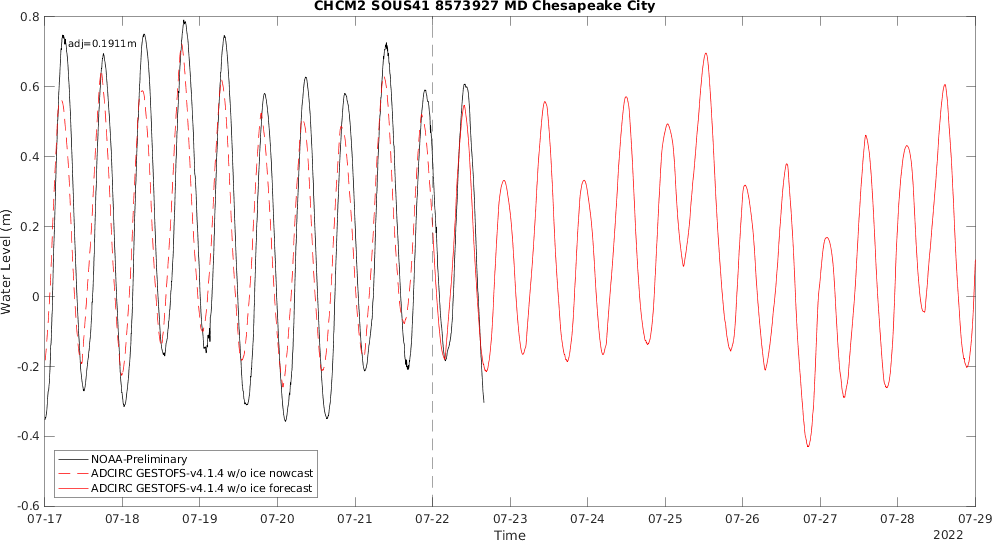 CHCM2 SOUS41 8573927 MD Chesapeake City
adj=0.1911m
0.8
0.6
0.4
0.2
0
-0.2
-0.4
-0.6
Water Level (m)
NOAA-Preliminary
ADCIRC GESTOFS-v4.1.4 w/o ice nowcast
ADCIRC GESTOFS-v4.1.4 w/o ice forecast
07-17 07-18 07-19 07-20 07-21 07-22 07-23 07-24 07-25 07-26 07-27 07-28 07-29
Time
2022